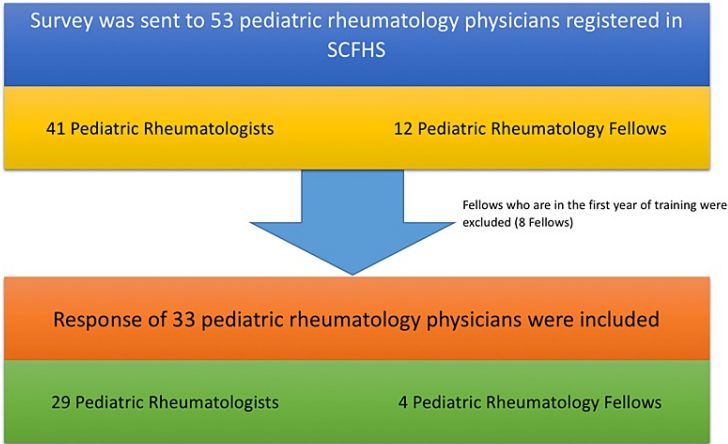 Survey was sent to 53 pediatric rheumatology physicians registered in
SCFHS
41 Pediatric Rheumatologists
12 Pediatric Rheumatology Fellows
Fellows who are in the first year of training were
excluded (8 Fellows)
Response of 33 pediatric rheumatology physicians were included
29 Pediatric Rheumatologists
4 Pediatric Rheumatology Fellows